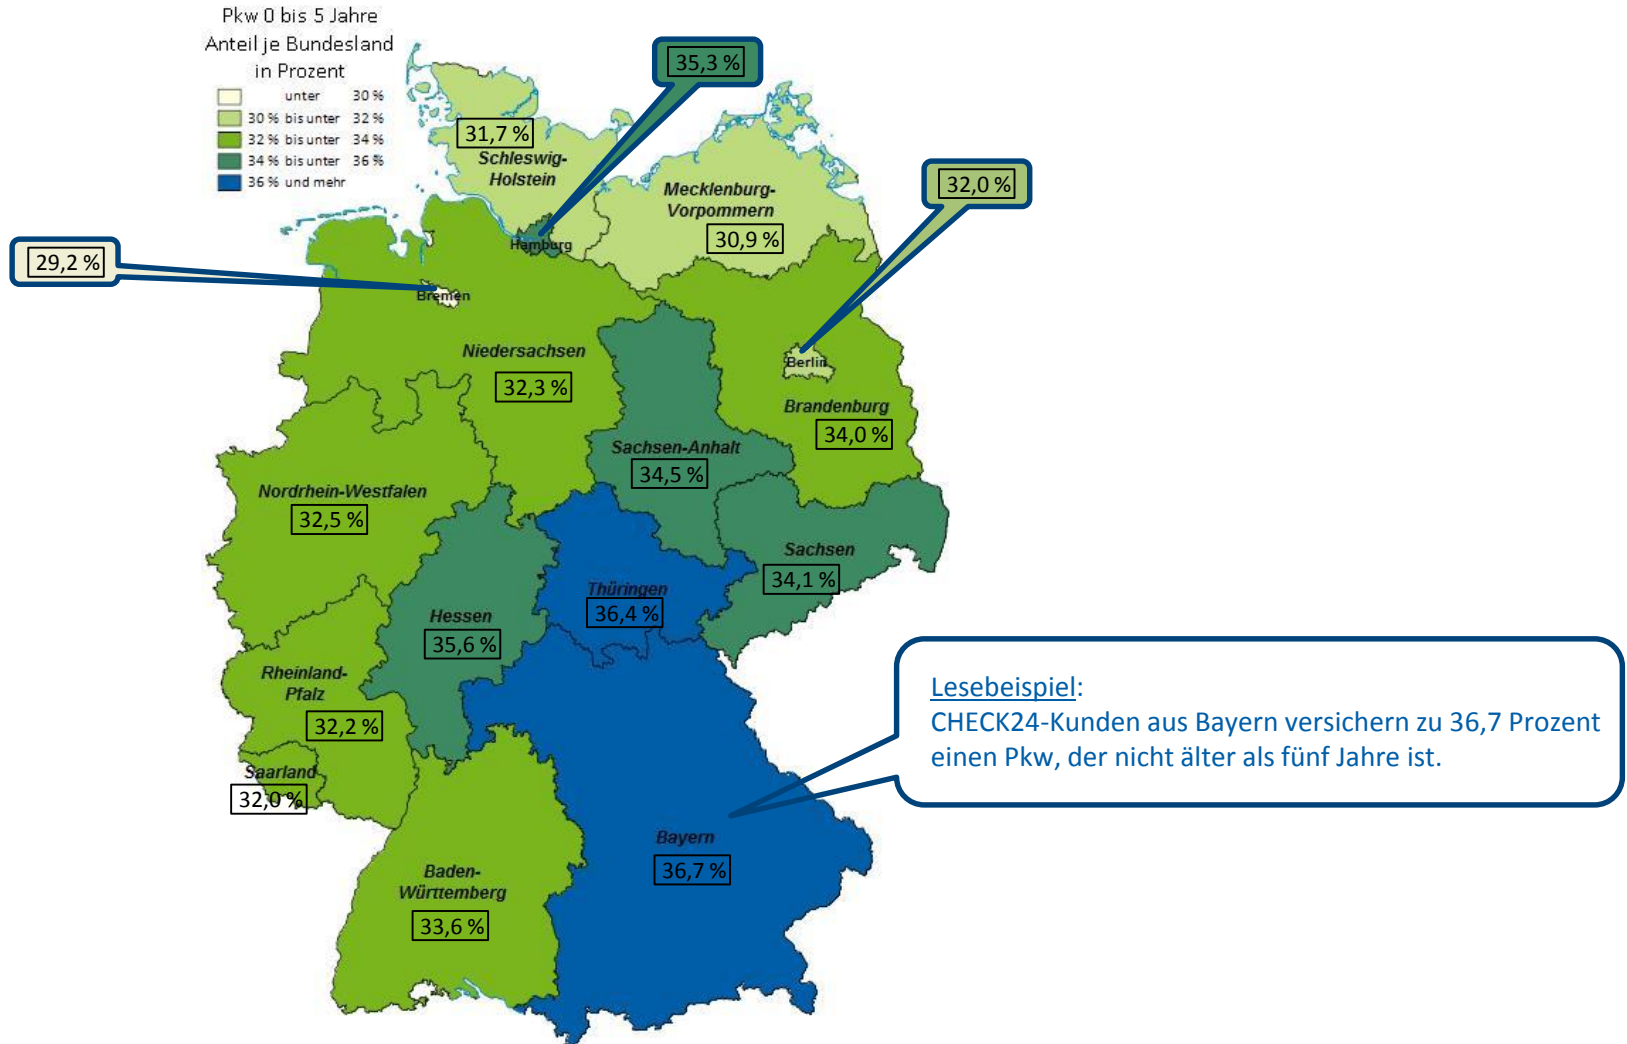 Pkw 0 bis 5 Jahre
Anteil je Bundesland
in Prozent
unter 30 %
30 % bis unter 32 %
32 % bis unter 34 %
34 % bis unter 36 %
36 % und mehr
35,3 %
31,7 %
Schleswig-
Holstein
32,0 %
Mecklenburg-
Vorpommern
30,9 %
Hamburg
29,2 %
Bremen
Niedersachsen
32,3 %
Berlin
Brandenburg
34,0 %
Sachsen-Anhalt
34,5 %
Nordrhein-Westfalen
32,5 %
Sachsen
34,1 %
Thüringen
36,4 %
Hessen
35,6 %
Rheinland-
Pfalz
32,2 %
Saarland
32,0 %
Lesebeispiel:
CHECK24-Kunden aus Bayern versichern zu 36,7 Prozent
einen Pkw, der nicht älter als fünf Jahre ist.
Bayern
36,7 %
Baden-
Württemberg
33,6 %